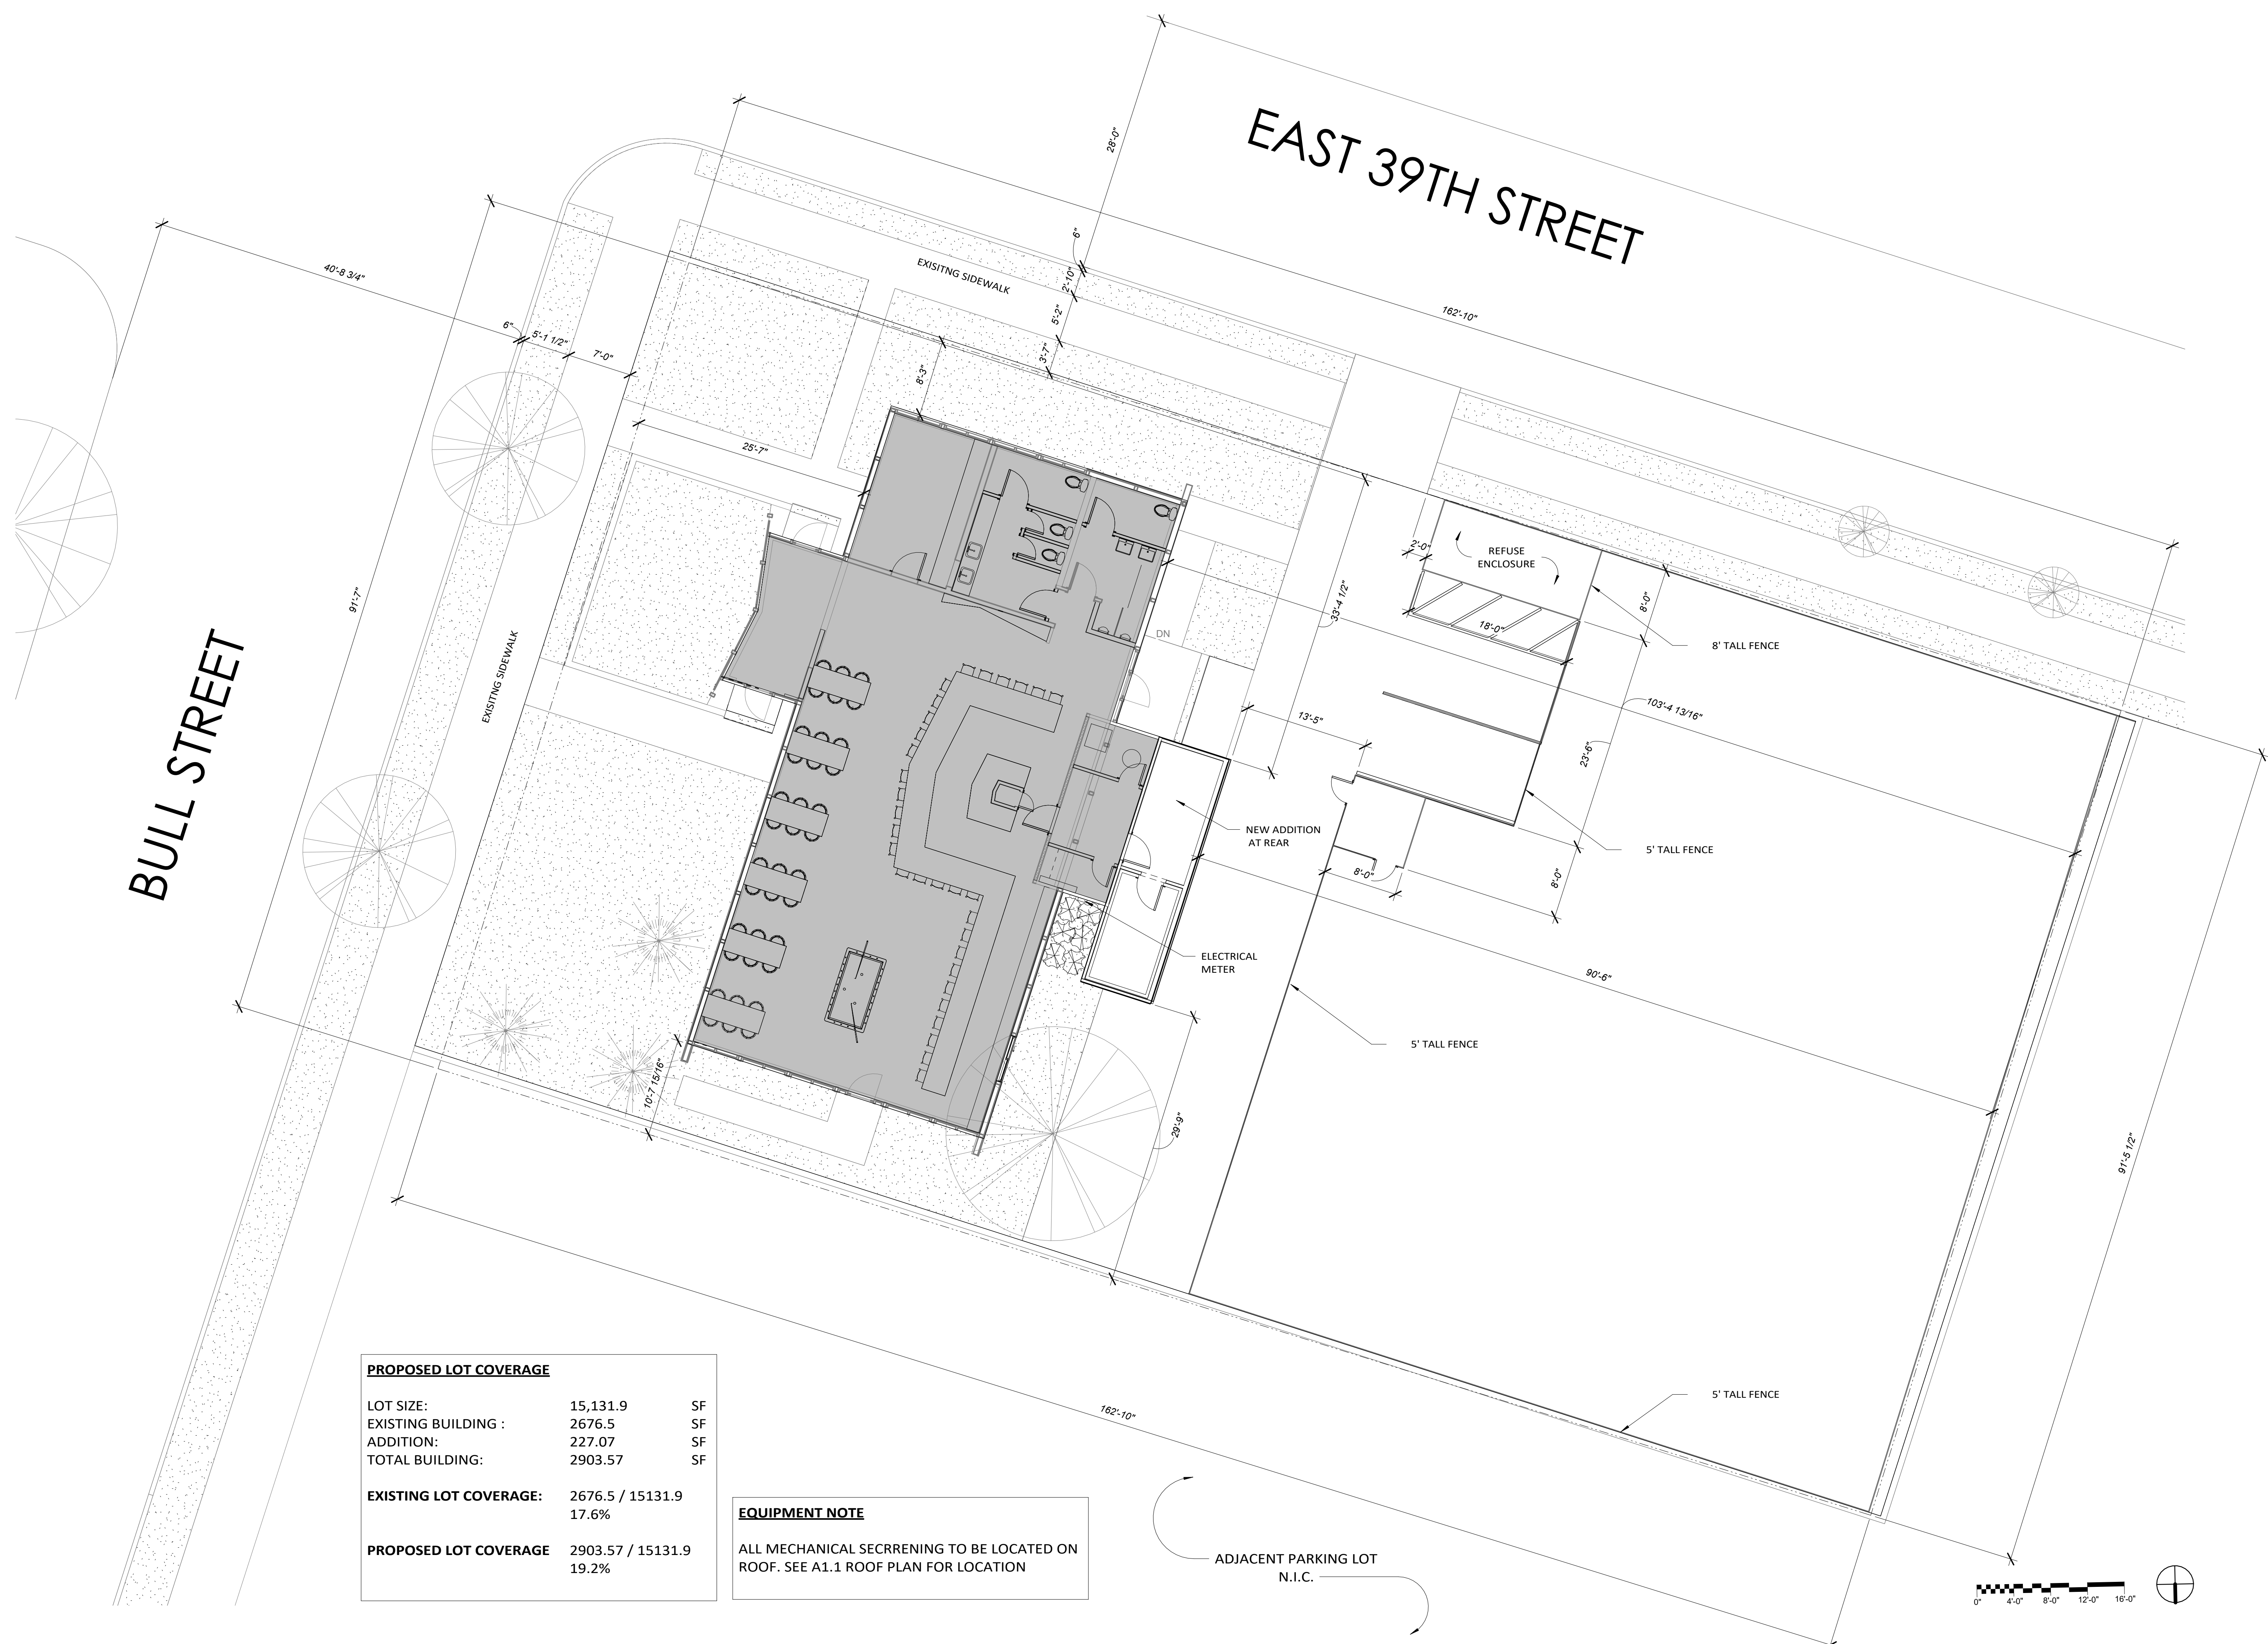 EAST 39TH STREET
28'-0"
6"
2'-10"
5'-2"
3'-7"
162'-10"
EXISITNG SIDEWALK
40'-8 3/4"
6"
5'-1 1/2"
7'-0"
8'-3"
25'-7"
91'-7"
BULL STREET
EXISITNG SIDEWALK
2'-0"
REFUSE
ENCLOSURE
18'-0"
8'-0"
8' TALL FENCE
33'-4 1/2"
DN
103'-4 13/16"
13'-5"
23'-6"
NEW ADDITION
AT REAR
5' TALL FENCE
8'-0"
8'-0"
ELECTRICAL
METER
90'-6"
5' TALL FENCE
10'-7 15/16"
29'-9"
91'-5 1/2"
5' TALL FENCE
162'-10"
PROPOSED LOT COVERAGE
LOT SIZE: 15,131.9 SF
EXISTING BUILDING : 2676.5 SF
ADDITION: 227.07 SF
TOTAL BUILDING: 2903.57 SF
EXISTING LOT COVERAGE: 2676.5 / 15131.9
17.6%
PROPOSED LOT COVERAGE 2903.57 / 15131.9
19.2%
EQUIPMENT NOTE
ALL MECHANICAL SECRRENING TO BE LOCATED ON
ROOF. SEE A1.1 ROOF PLAN FOR LOCATION
ADJACENT PARKING LOT
N.I.C.
0" 4'-0" 8'-0" 12'-0" 16'-0"